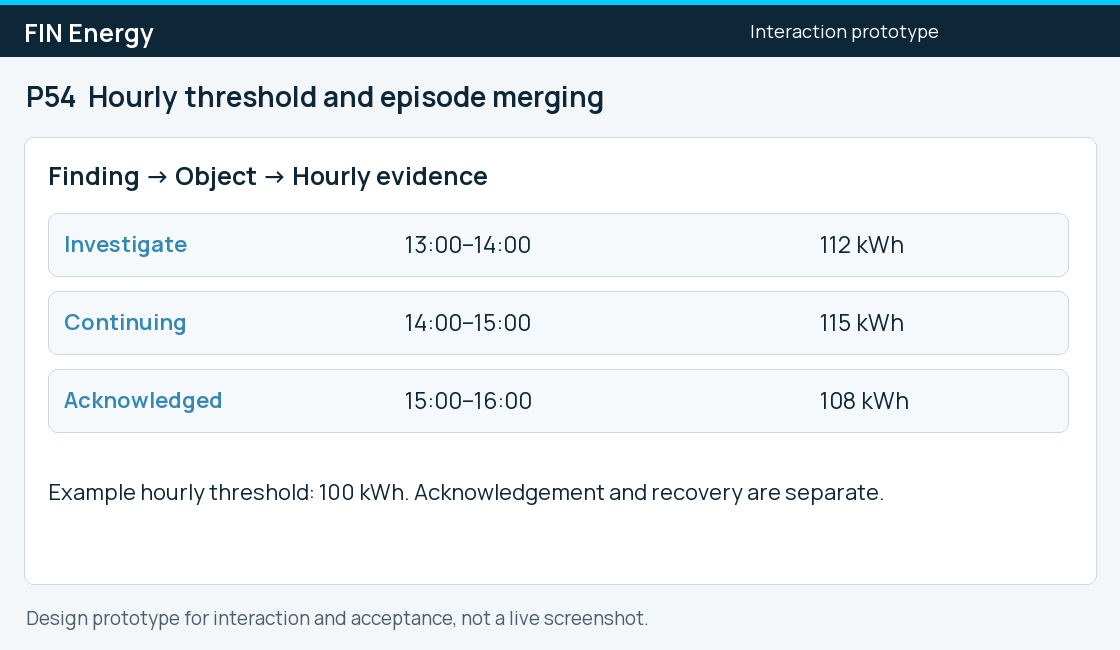 FIN Energy
Interaction prototype
P54 Hourly threshold and episode merging
Finding → Object → Hourly evidence
Investigate 13:00–14:00 112 kWh
Continuing 14:00–15:00 115 kWh
Acknowledged 15:00–16:00 108 kWh
Example hourly threshold: 100 kWh. Acknowledgement and recovery are separate.
Design prototype for interaction and acceptance, not a live screenshot.